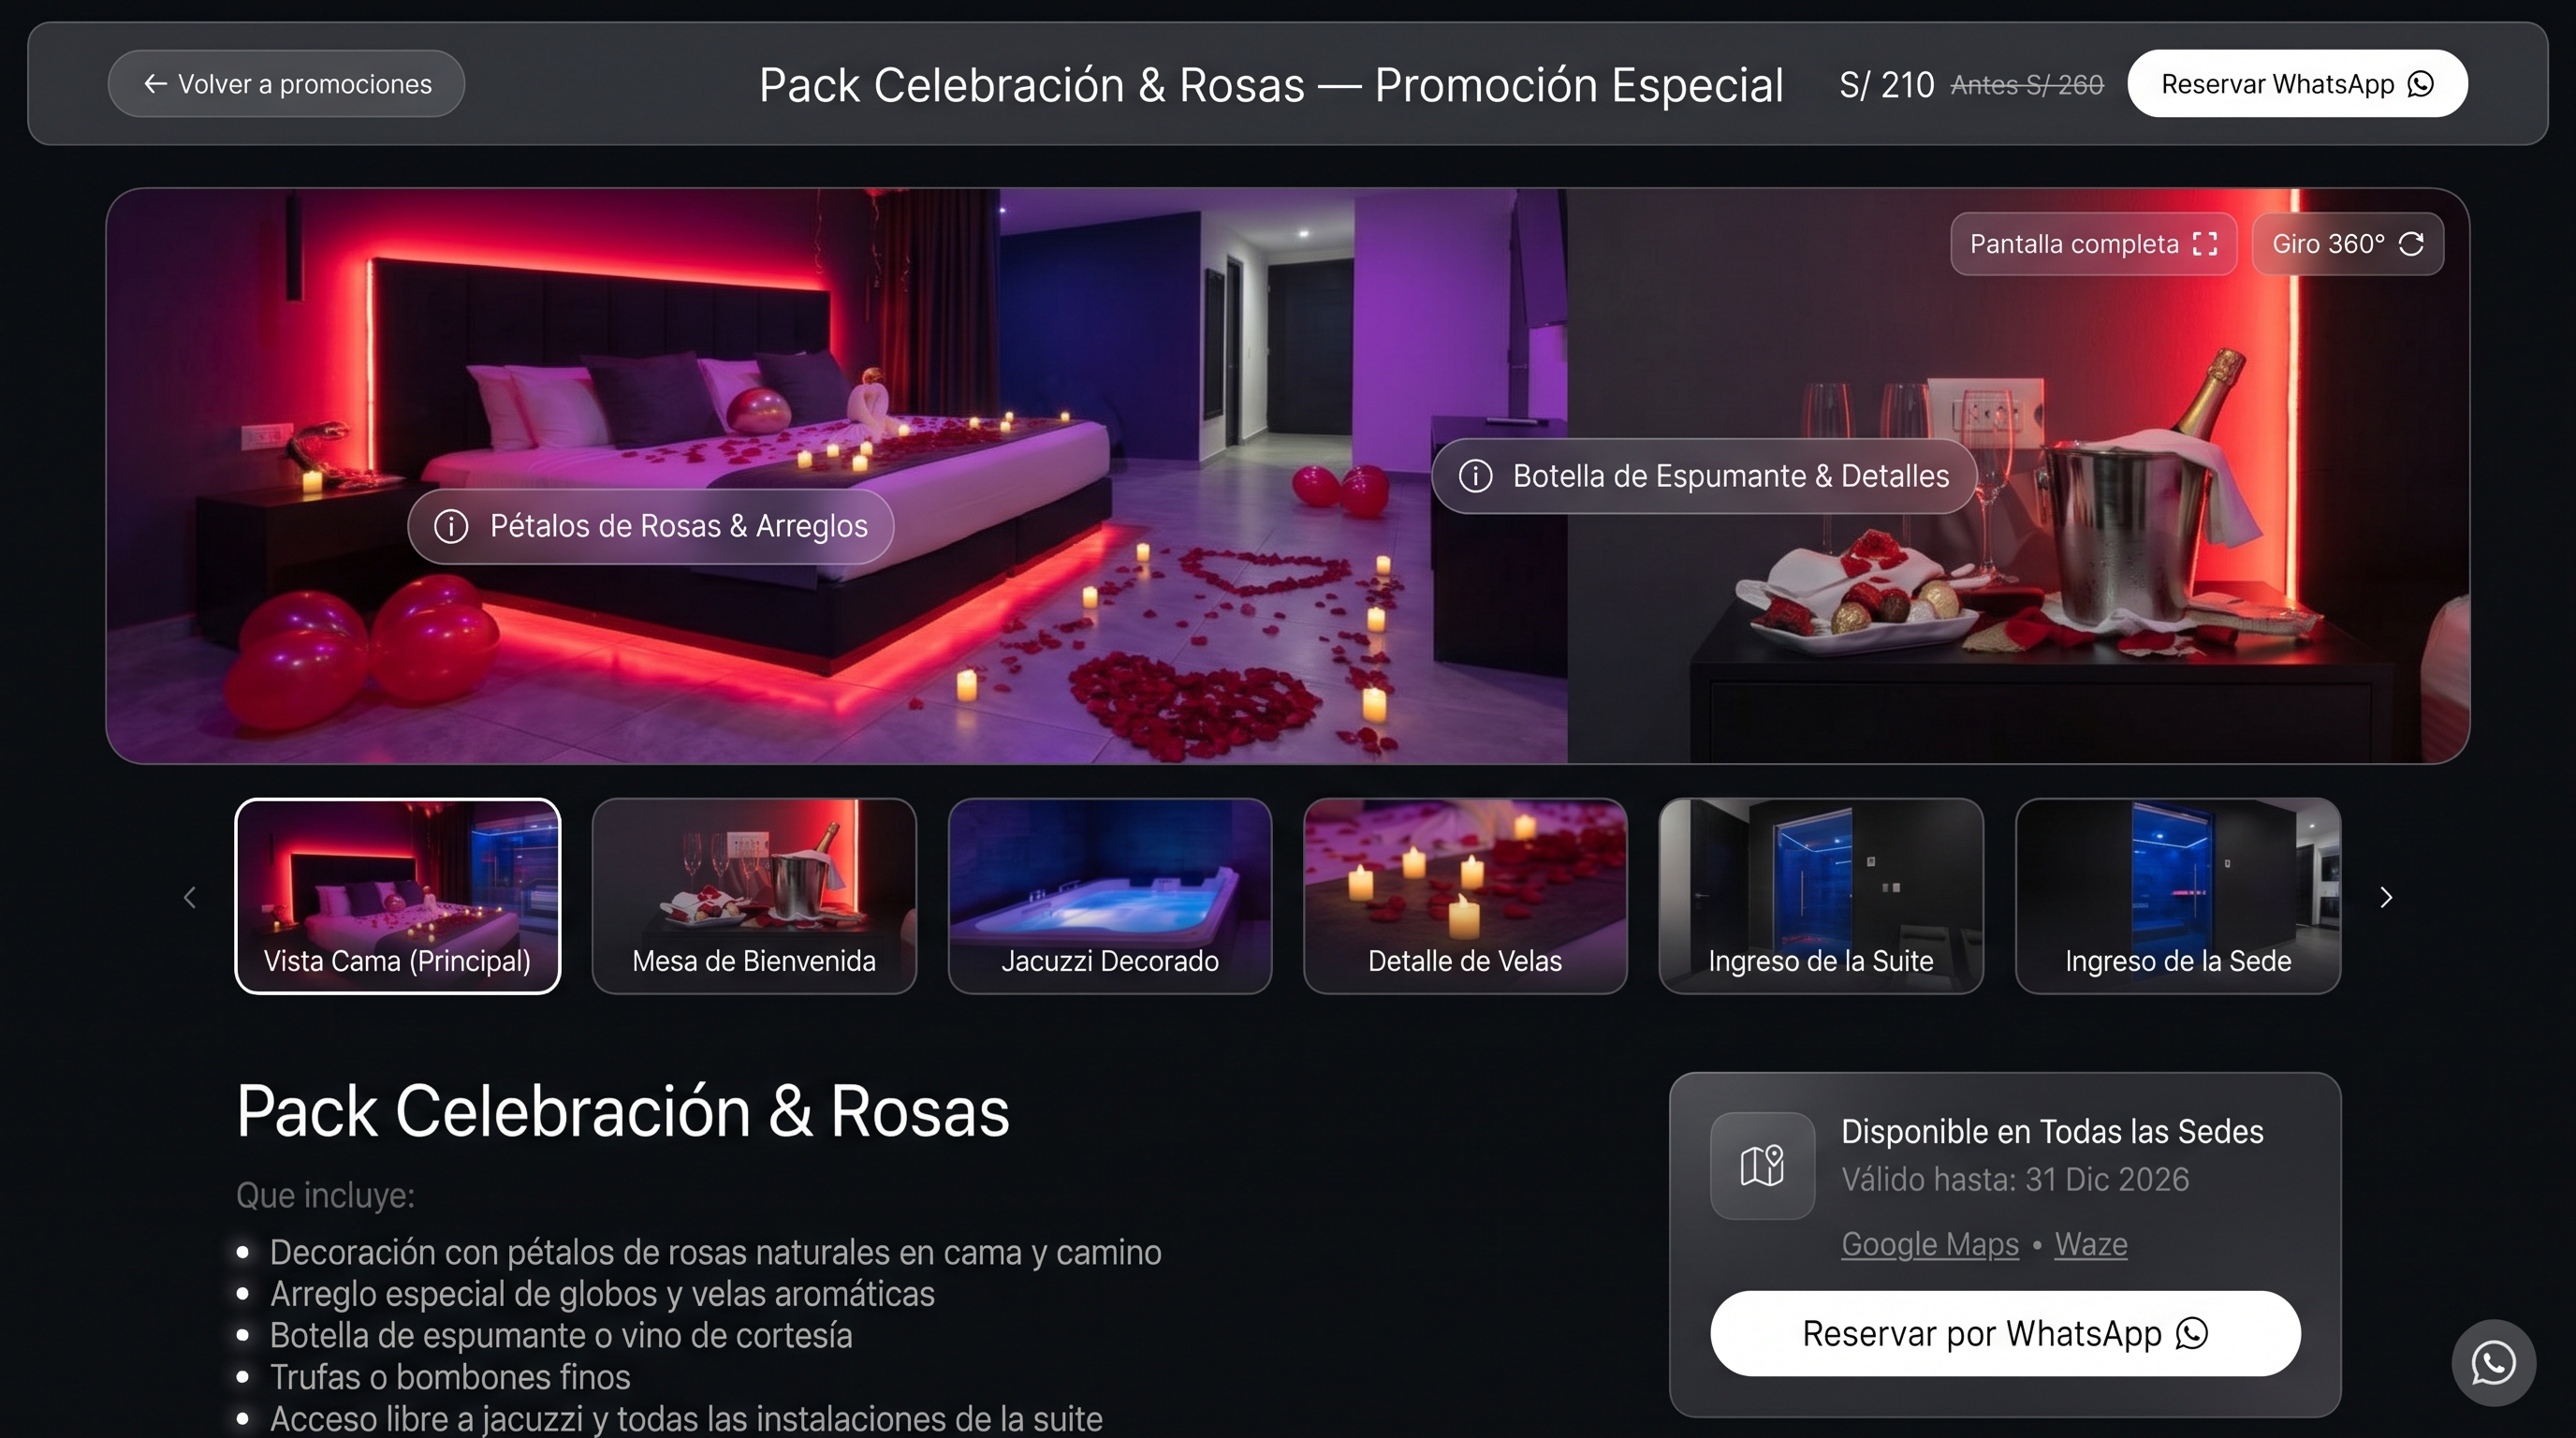 ← Volver a promociones
Pack Celebración & Rosas — Promoción Especial
S/ 210 Antes S/ 260
Reservar WhatsApp
Pantalla completa
Giro 360°
Botella de Espumante & Detalles
Pétalos de Rosas & Arreglos
Vista Cama (Principal)
Mesa de Bienvenida
Jacuzzi Decorado
Detalle de Velas
Ingreso de la Suite
Ingreso de la Sede
Pack Celebración & Rosas
Que incluye:
• Decoración con pétalos de rosas naturales en cama y camino
• Arreglo especial de globos y velas aromáticas
• Botella de espumante o vino de cortesía
• Trufas o bombones finos
• Acceso libre a jacuzzi y todas las instalaciones de la suite
Disponible en Todas las Sedes
Válido hasta: 31 Dic 2026
Google Maps • Waze
Reservar por WhatsApp